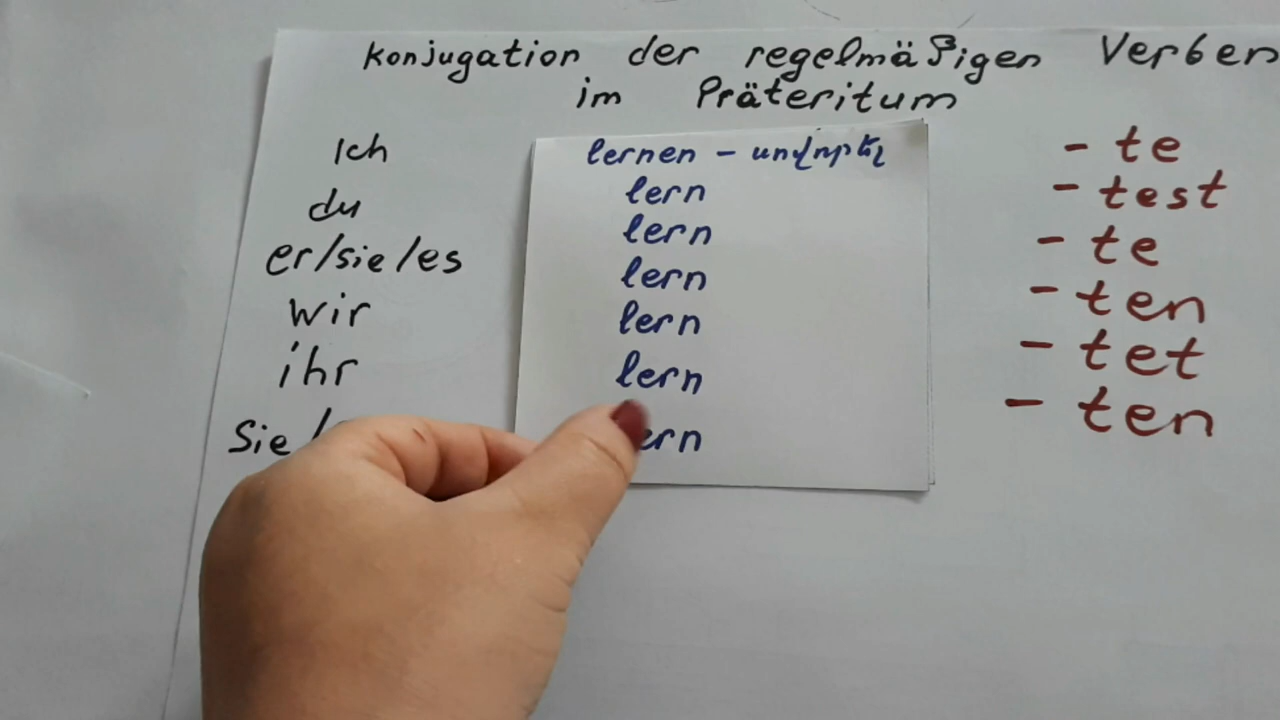 Konjugation der regelmäßigen Verben
im Präteritum
Ich
du
er/sie/es
wir
ihr
Sie/
lernen - սովորել
lern
lern
lern
lern
lern
ern
- te
- test
- te
- ten
- tet
- ten